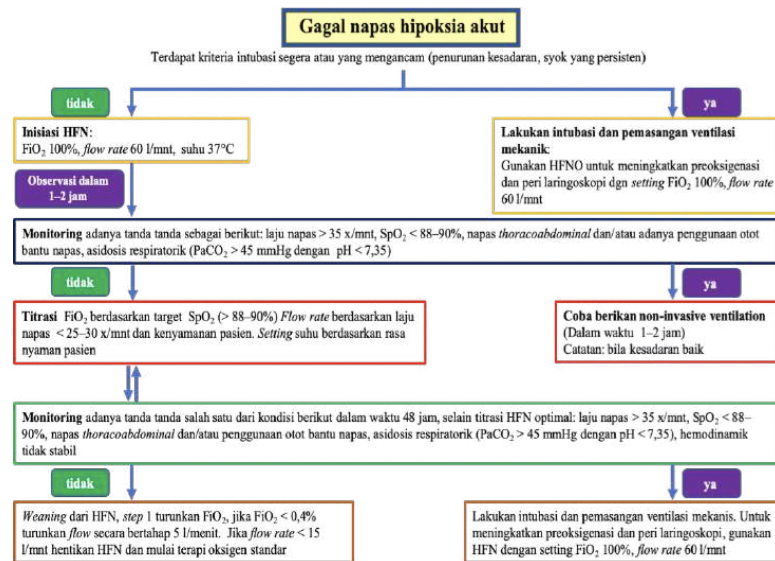 Gagal napas hipoksia akut
Terdapat kriteria intubasi segera atau yang mengancam (penurunan kesadaran, syok yang persisten)
tidak
ya
Inisiasi HFN:
FiO2 100%, flow rate 60 l/mnt, suhu 37°C
Lakukan intubasi dan pemasangan ventilasi
mekanik:
Gunakan HFNO untuk meningkatkan preoksigenasi
dan peri laringoskopi dgn setting FiO2 100%, flow rate
60 l/mnt
Observasi dalam
1–2 jam
Monitoring adanya tanda tanda sebagai berikut: laju napas > 35 x/mnt, SpO2 < 88–90%, napas thoracoabdominal dan/atau adanya penggunaan otot
bantu napas, asidosis respiratorik (PaCO2 > 45 mmHg dengan pH < 7,35)
tidak
ya
Titrasi FiO2 berdasarkan target SpO2 (> 88–90%) Flow rate berdasarkan laju
napas < 25–30 x/mnt dan kenyamanan pasien. Setting suhu berdasarkan rasa
nyaman pasien
Coba berikan non-invasive ventilation
(Dalam waktu 1–2 jam)
Catatan: bila kesadaran baik
Monitoring adanya tanda tanda salah satu dari kondisi berikut dalam waktu 48 jam, selain titrasi HFN optimal: laju napas > 35 x/mnt, SpO2 < 88–
90%, napas thoracoabdominal dan/atau penggunaan otot bantu napas, asidosis respiratorik (PaCO2 > 45 mmHg dengan pH < 7,35), hemodinamik
tidak stabil
tidak
ya
Weaning dari HFN, step 1 turunkan FiO2, jika FiO2 < 0,4%
turunkan flow secara bertahap 5 l/menit. Jika flow rate < 15
l/mnt hentikan HFN dan mulai terapi oksigen standar
Lakukan intubasi dan pemasangan ventilasi mekanis. Untuk
meningkatkan preoksigenasi dan peri laringoskopi, gunakan
HFN dengan setting FiO2 100%, flow rate 60 l/mnt